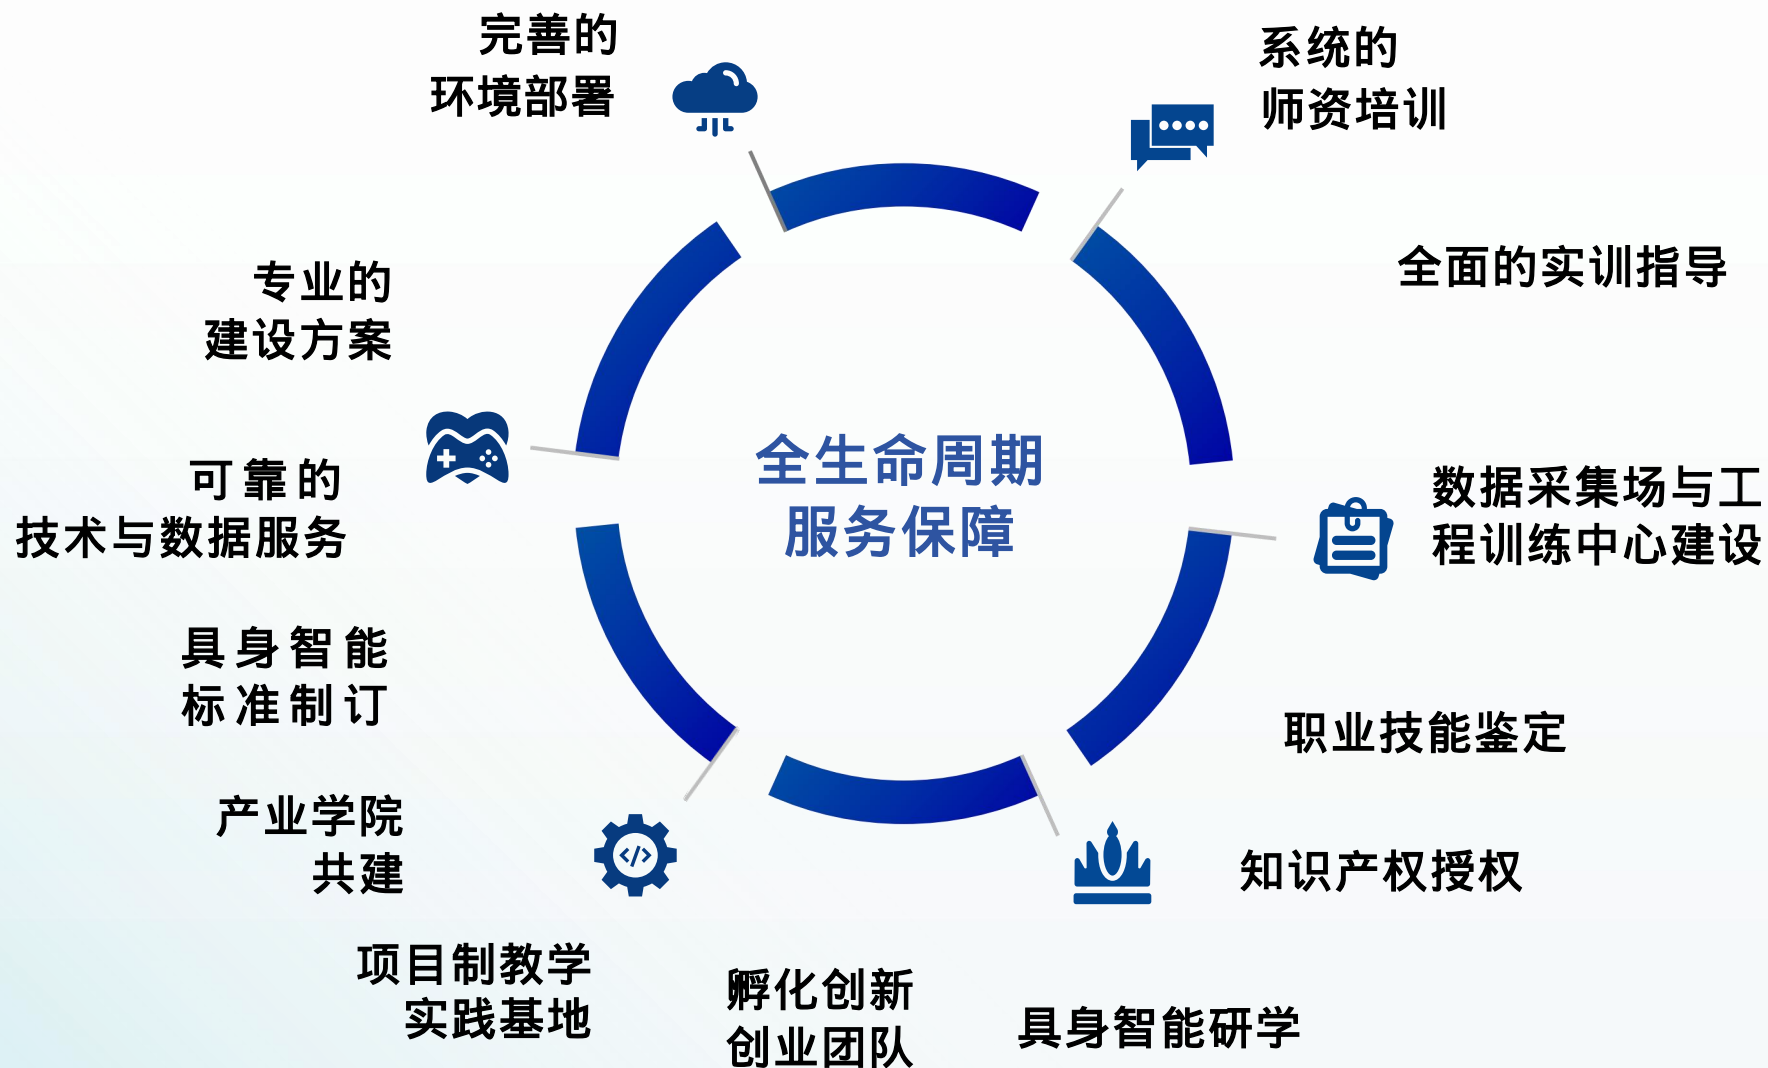 完善的
环境部署
系统的
师资培训
全面的实训指导
专业的
建设方案
可靠的
技术与数据服务
全生命周期
服务保障
数据采集场与工
程训练中心建设
具身智能
标准制订
职业技能鉴定
产业学院
共建
知识产权授权
项目制教学
实践基地
孵化创新
创业团队
具身智能研学